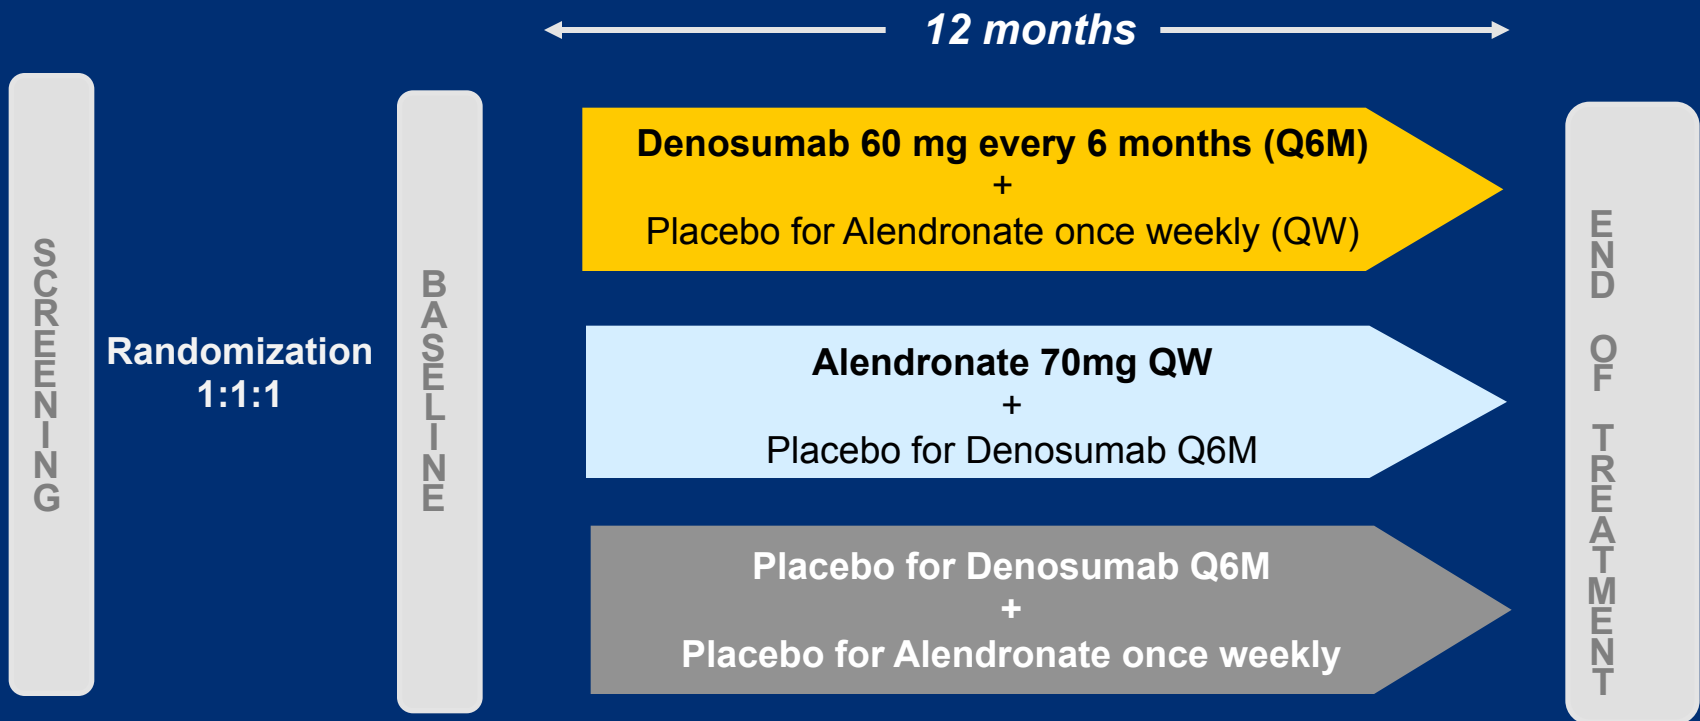 12 months
SCREENING
Randomization
1:1:1
BASELINE
Denosumab 60 mg every 6 months (Q6M)
+
Placebo for Alendronate once weekly (QW)
Alendronate 70mg QW
+
Placebo for Denosumab Q6M
Placebo for Denosumab Q6M
+
Placebo for Alendronate once weekly
END OF TREATMENT